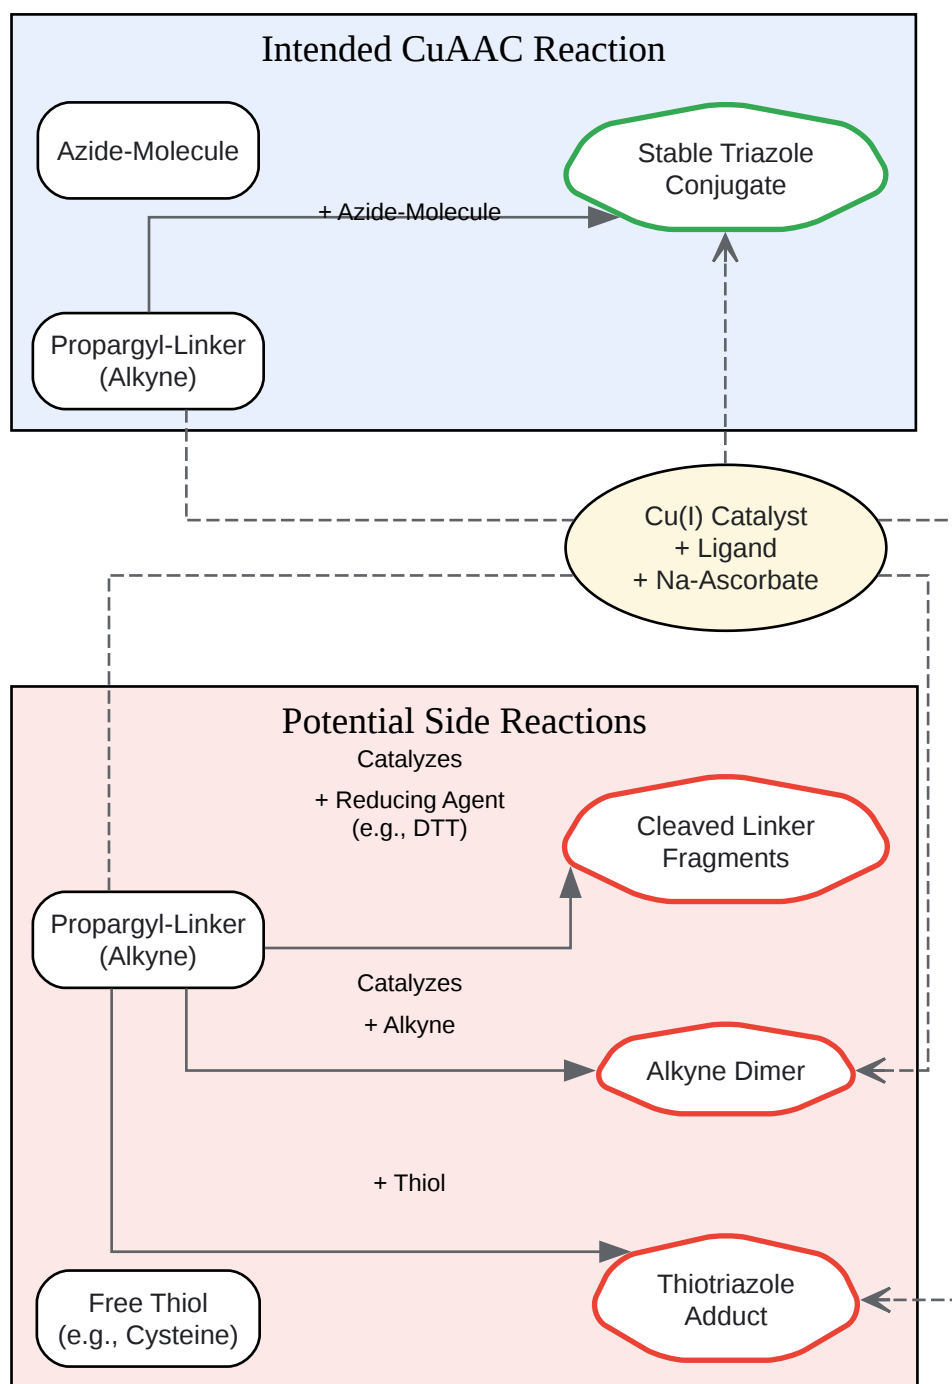 Intended CuAAC Reaction
Azide-Molecule
Stable Triazole
Conjugate
+ Azide-Molecule
Propargyl-Linker
(Alkyne)
Cu(I) Catalyst
+ Ligand
+ Na-Ascorbate
Potential Side Reactions
Catalyzes
+ Reducing Agent
(e.g., DTT)
Cleaved Linker
Fragments
Propargyl-Linker
(Alkyne)
Catalyzes
+ Alkyne
Alkyne Dimer
+ Thiol
Thiotriazole
Adduct
Free Thiol
(e.g., Cysteine)